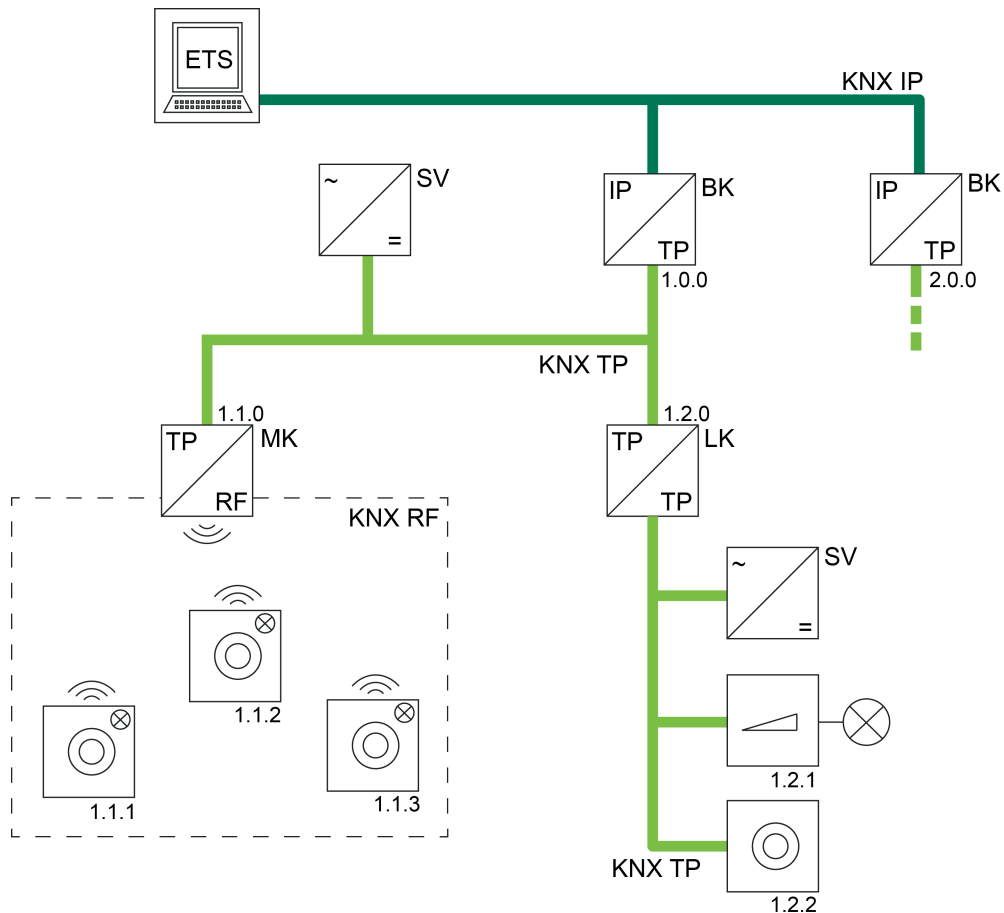 ETS
KNX IP
~
SV
=
IP
BK
TP
1.0.0
IP
BK
TP
2.0.0
KNX TP
1.1.0
TP
MK
RF
1.2.0
TP
LK
TP
KNX RF
~
SV
=
1.1.2
1.1.1
1.1.3
1.2.1
KNX TP
1.2.2